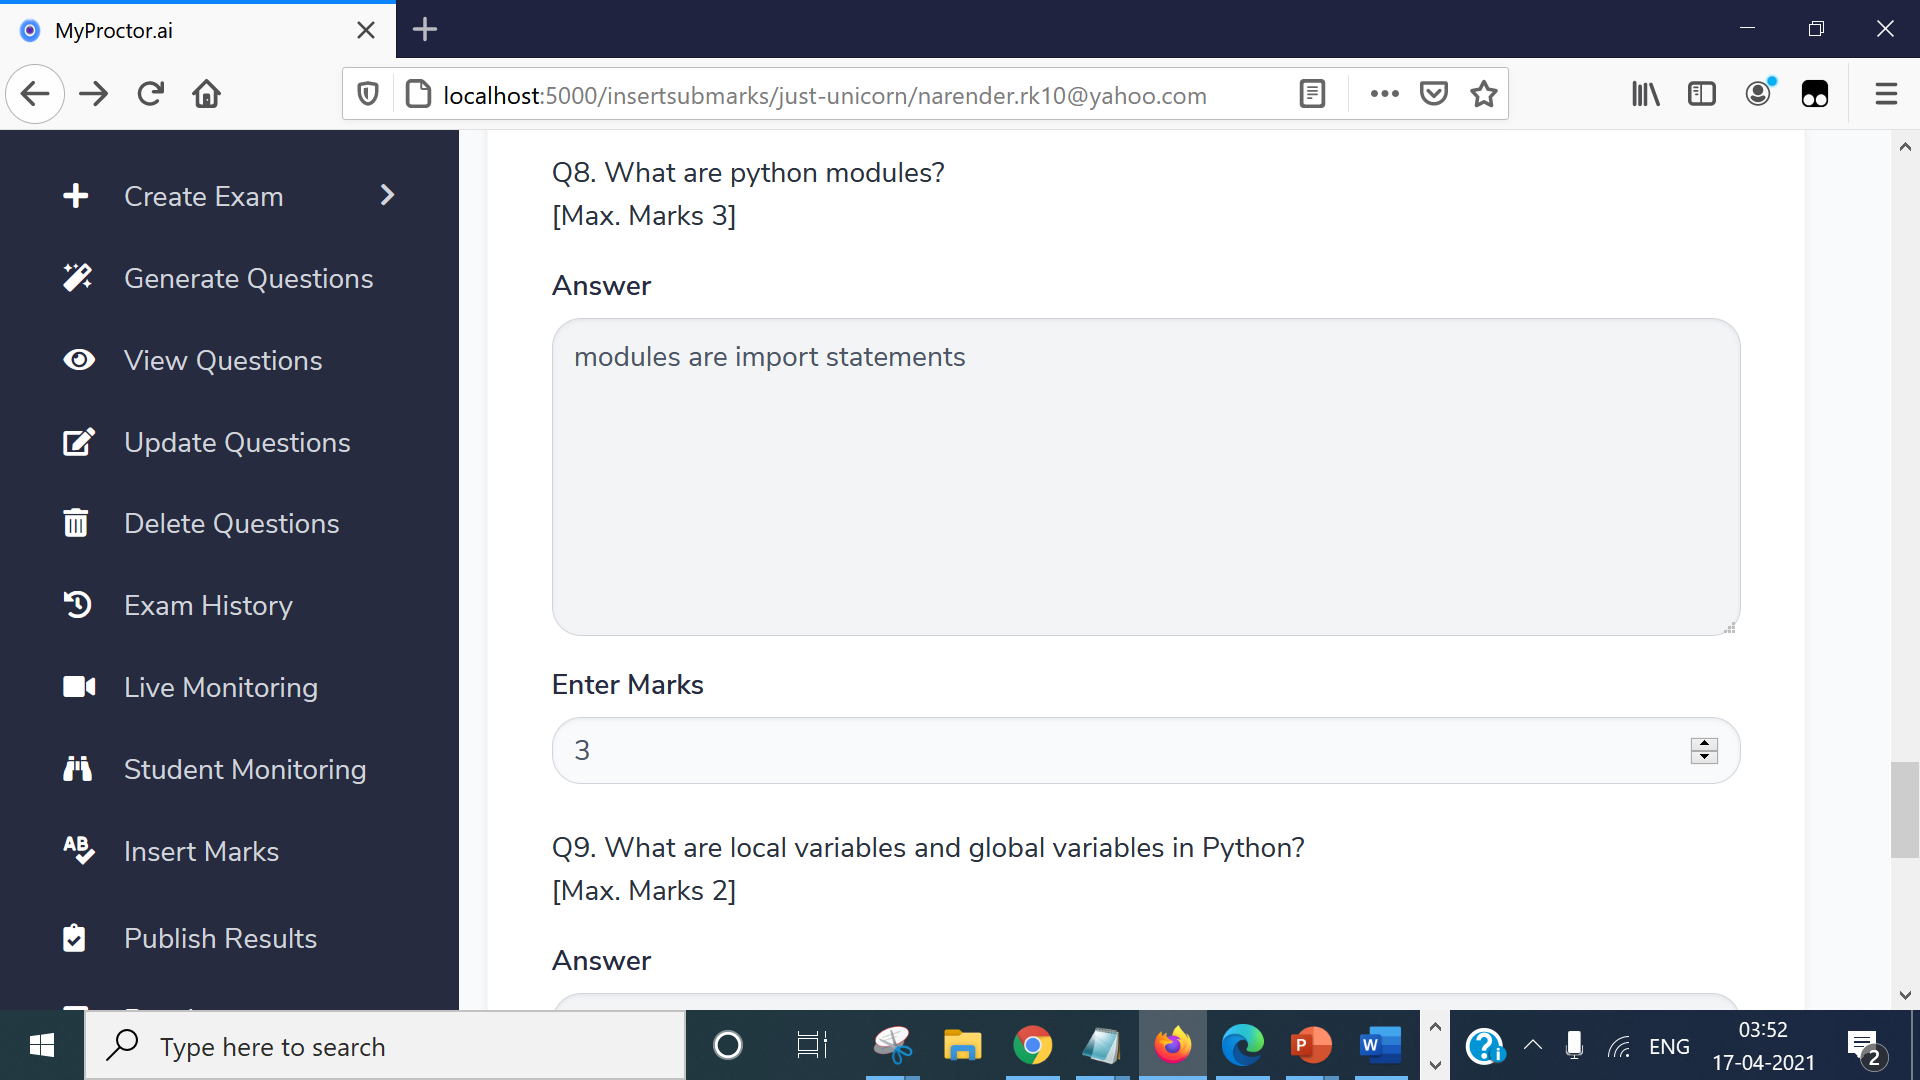 MyProctor.ai
localhost:5000/insertsubmarks/just-unicorn/narender.rk10@yahoo.com
Create Exam
Generate Questions
View Questions
Update Questions
Delete Questions
Exam History
Live Monitoring
Student Monitoring
AB Insert Marks
Publish Results
Q8. What are python modules?
[Max. Marks 3]
Answer
modules are import statements
Enter Marks
3
Q9. What are local variables and global variables in Python?
[Max. Marks 2]
Answer
Type here to search
P
W
ENG
03:52
17-04-2021
2